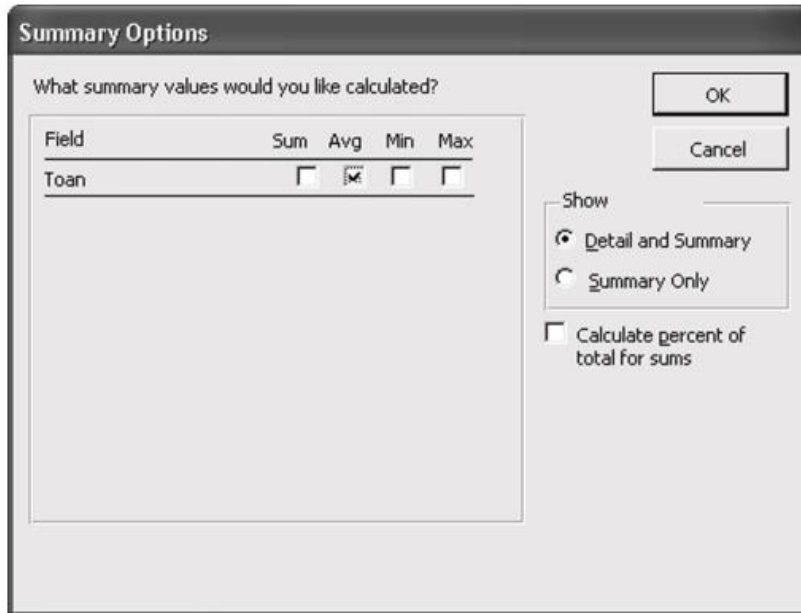 Summary Options
What summary values would you like calculated?
OK
Cancel
Field Sum Avg Min Max
Toan
Show
Detail and Summary
Summary Only
Calculate percent of
total for sums